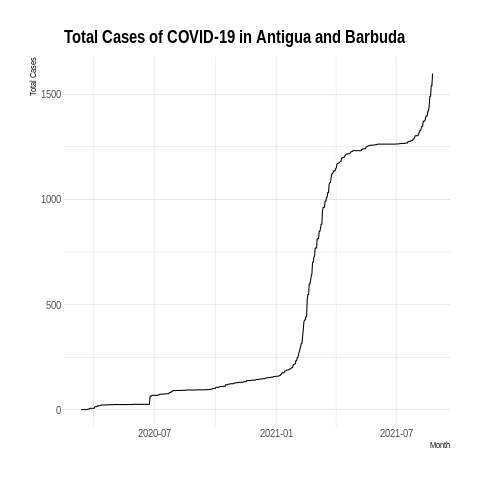 Total Cases of COVID-19 in Antigua and Barbuda
Total Cases
1500
1000
500
0
2020-07
2021-01
2021-07
Month